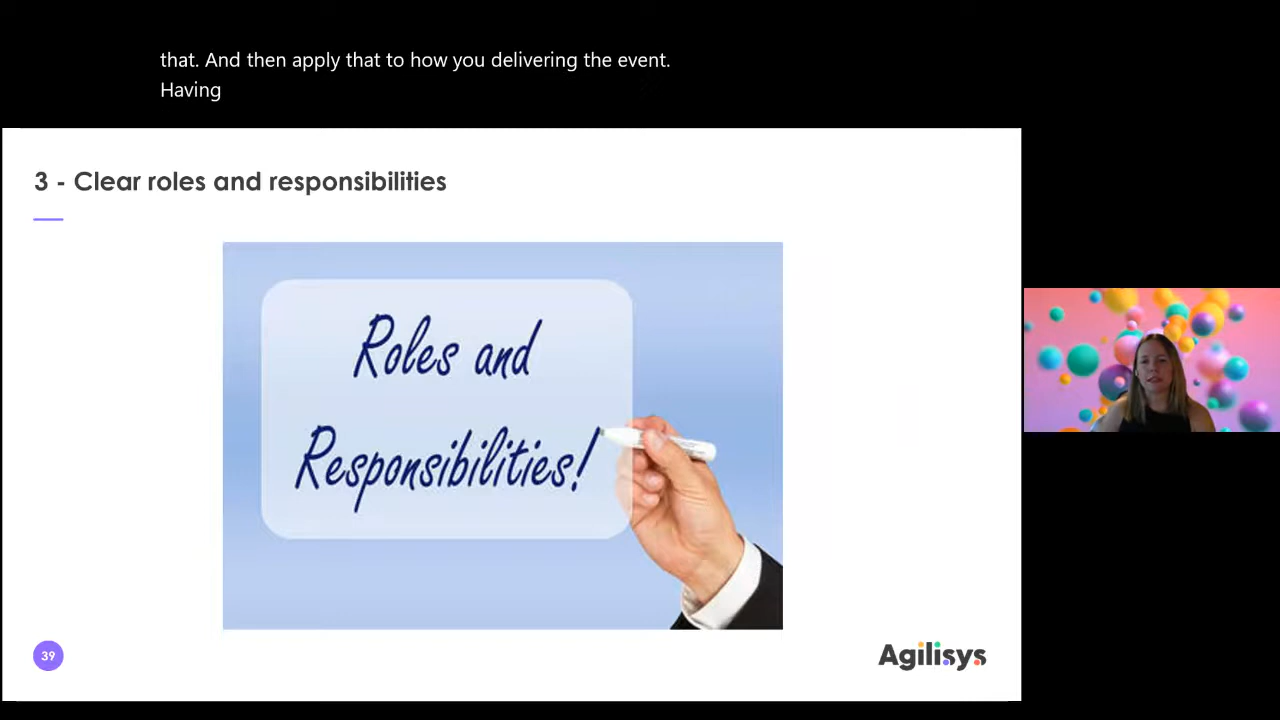 that. And then apply that to how you delivering the event.
Having
3 - Clear roles and responsibilities
Roles and
Responsibilities!
39
Agilisys